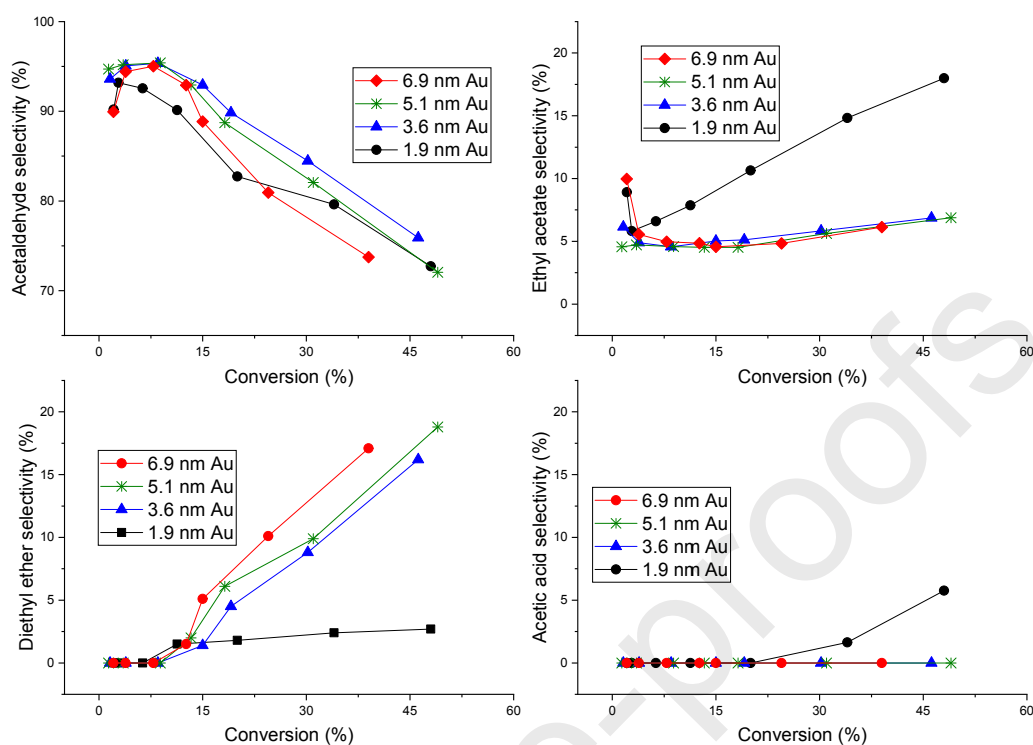 100
90
80
70
0
15
30
45
60
Acetaldehyde selectivity (%)
Conversion (%)
6.9 nm Au
5.1 nm Au
3.6 nm Au
1.9 nm Au
25
20
15
10
5
0
0
15
30
45
60
Ethyl acetate selectivity (%)
Conversion (%)
6.9 nm Au
5.1 nm Au
3.6 nm Au
1.9 nm Au
20
15
10
5
0
0
15
30
45
60
Diethyl ether selectivity (%)
Conversion (%)
6.9 nm Au
5.1 nm Au
3.6 nm Au
1.9 nm Au
20
15
10
5
0
0
15
30
45
60
Acetic acid selectivity (%)
Conversion (%)
6.9 nm Au
5.1 nm Au
3.6 nm Au
1.9 nm Au
-proofs